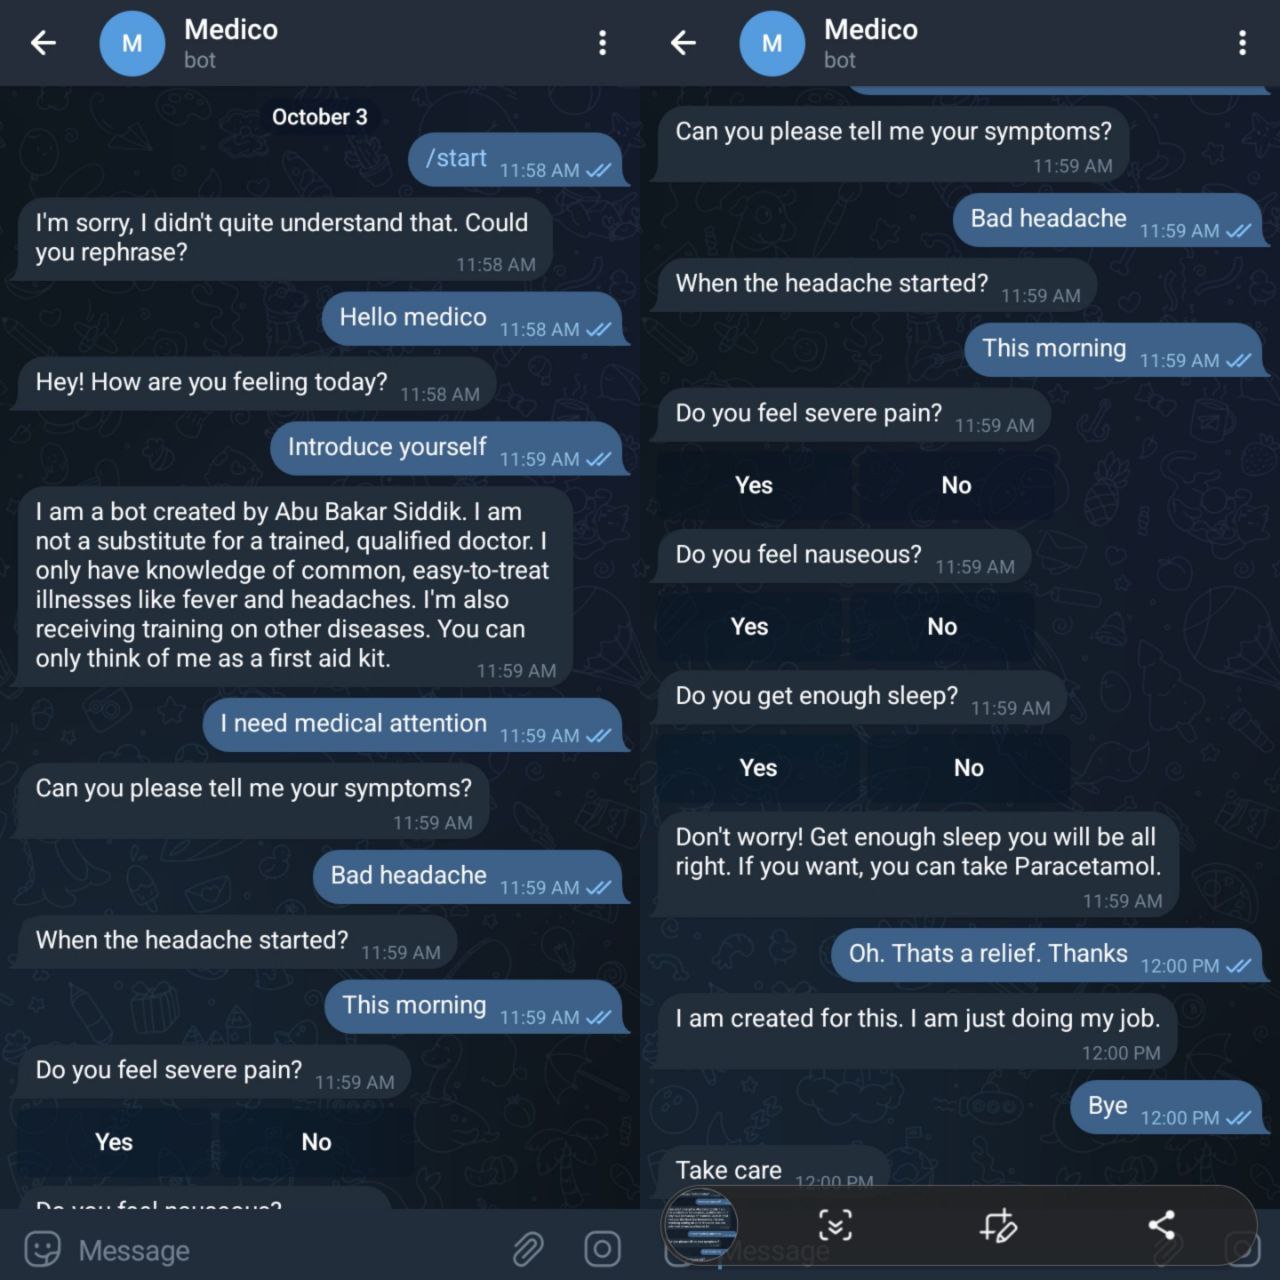 Medico
bot
October 3
/start 11:58 AM
I'm sorry, I didn't quite understand that. Could
you rephrase?
11:58 AM
Hello medico 11:58 AM
Hey! How are you feeling today? 11:58 AM
Introduce yourself 11:59 AM
I am a bot created by Abu Bakar Siddik. I am
not a substitute for a trained, qualified doctor. I
only have knowledge of common, easy-to-treat
illnesses like fever and headaches. I'm also
receiving training on other diseases. You can
only think of me as a first aid kit. 11:59 AM
I need medical attention 11:59 AM
Can you please tell me your symptoms?
11:59 AM
Bad headache 11:59 AM
When the headache started? 11:59 AM
This morning 11:59 AM
Do you feel severe pain? 11:59 AM
Yes No
Do you feel nauseous?
Message
M
Medico
bot
M
Can you please tell me your symptoms?
11:59 AM
Bad headache 11:59 AM
When the headache started? 11:59 AM
This morning 11:59 AM
Do you feel severe pain? 11:59 AM
Yes No
Do you feel nauseous? 11:59 AM
Yes No
Do you get enough sleep? 11:59 AM
Yes No
Don't worry! Get enough sleep you will be all
right. If you want, you can take Paracetamol.
11:59 AM
Oh. Thats a relief. Thanks 12:00 PM
I am created for this. I am just doing my job.
12:00 PM
Bye 12:00 PM
Take care 12:00 PM
Message